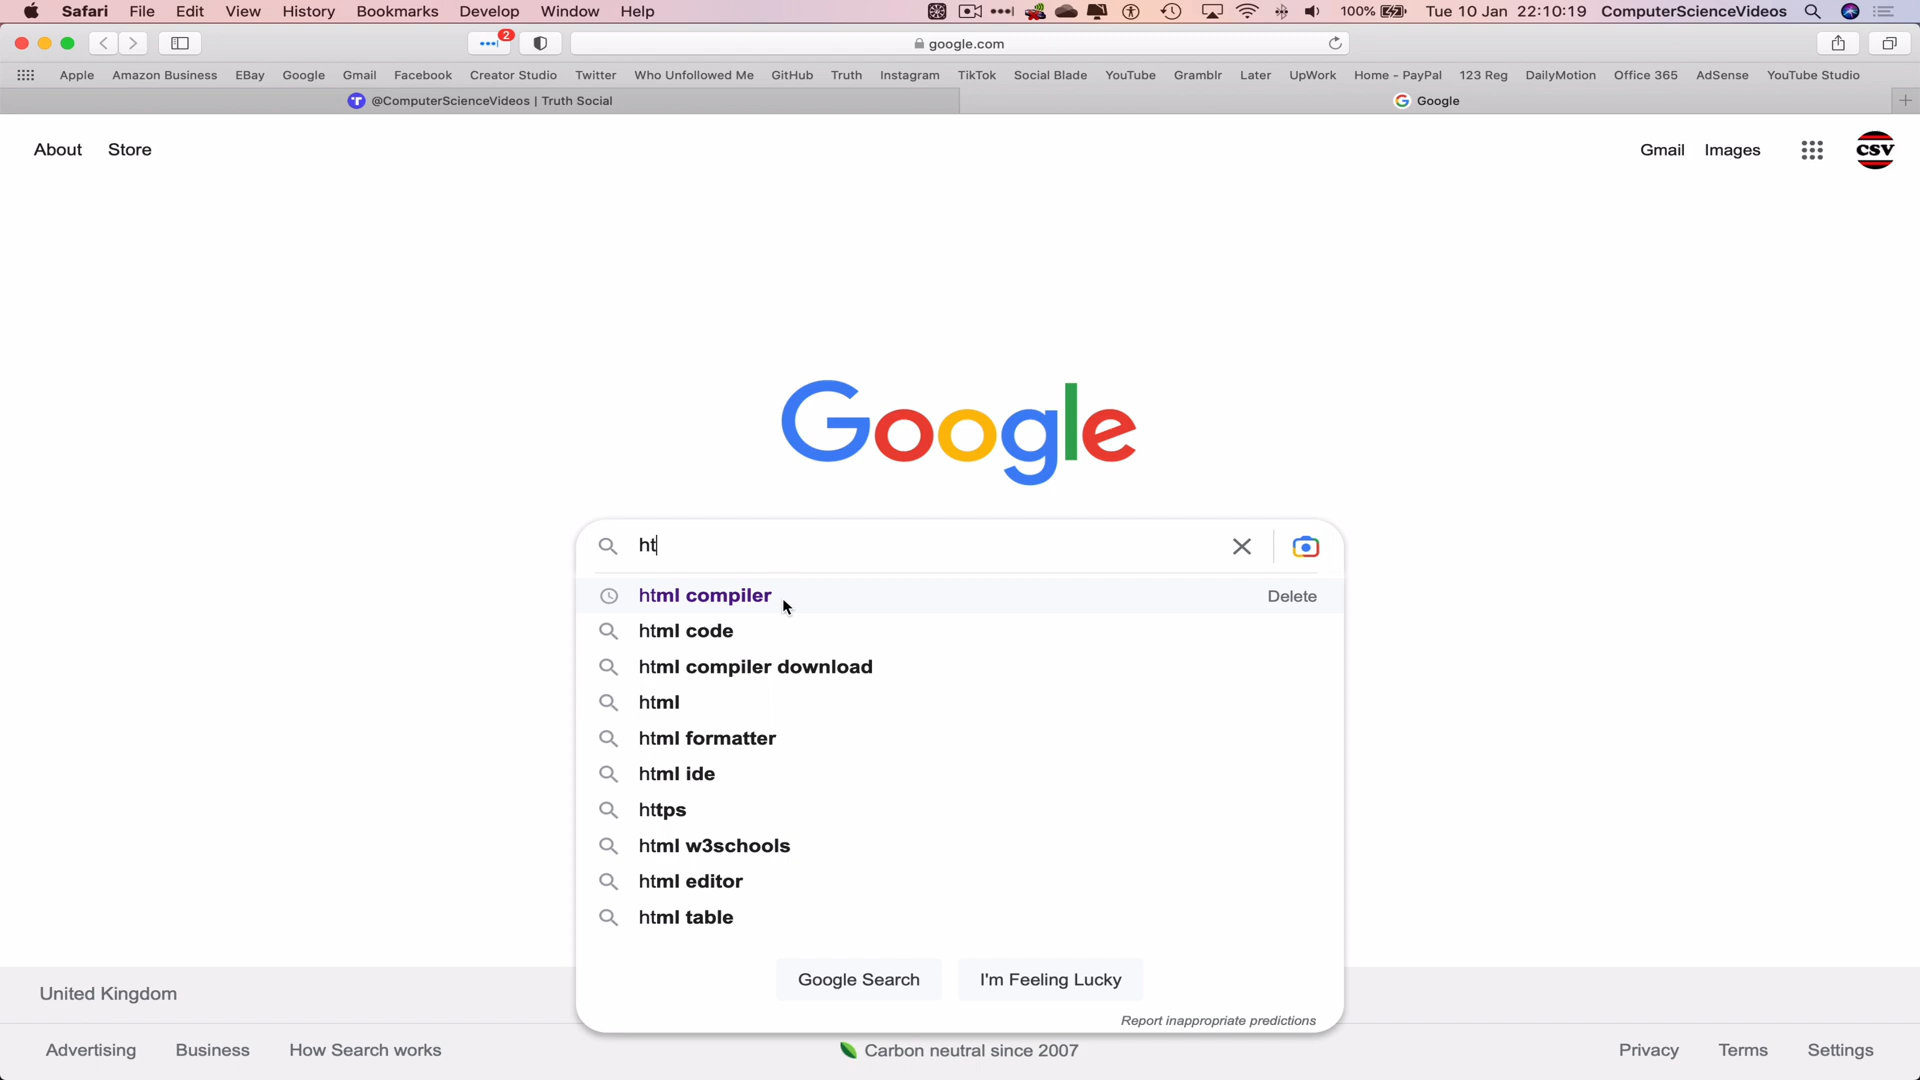 Safari File Edit View History Bookmarks Develop Window Help 100% Tue 10 Jan 22:10:19 ComputerScienceVideos
2 google.com
Apple Amazon Business EBay Google Gmail Facebook Creator Studio Twitter Who Unfollowed Me GitHub Truth Instagram TikTok Social Blade YouTube Gramblr Later UpWork Home - PayPal 123 Reg DailyMotion Office 365 AdSense YouTube Studio
T @ComputerScienceVideos | Truth Social G Google
About Store Gmail Images CSV
Google
ht
html compiler Delete
html code
html compiler download
html
html formatter
html ide
https
html w3schools
html editor
html table
Google Search I'm Feeling Lucky
Report inappropriate predictions
United Kingdom
Advertising Business How Search works Carbon neutral since 2007 Privacy Terms Settings